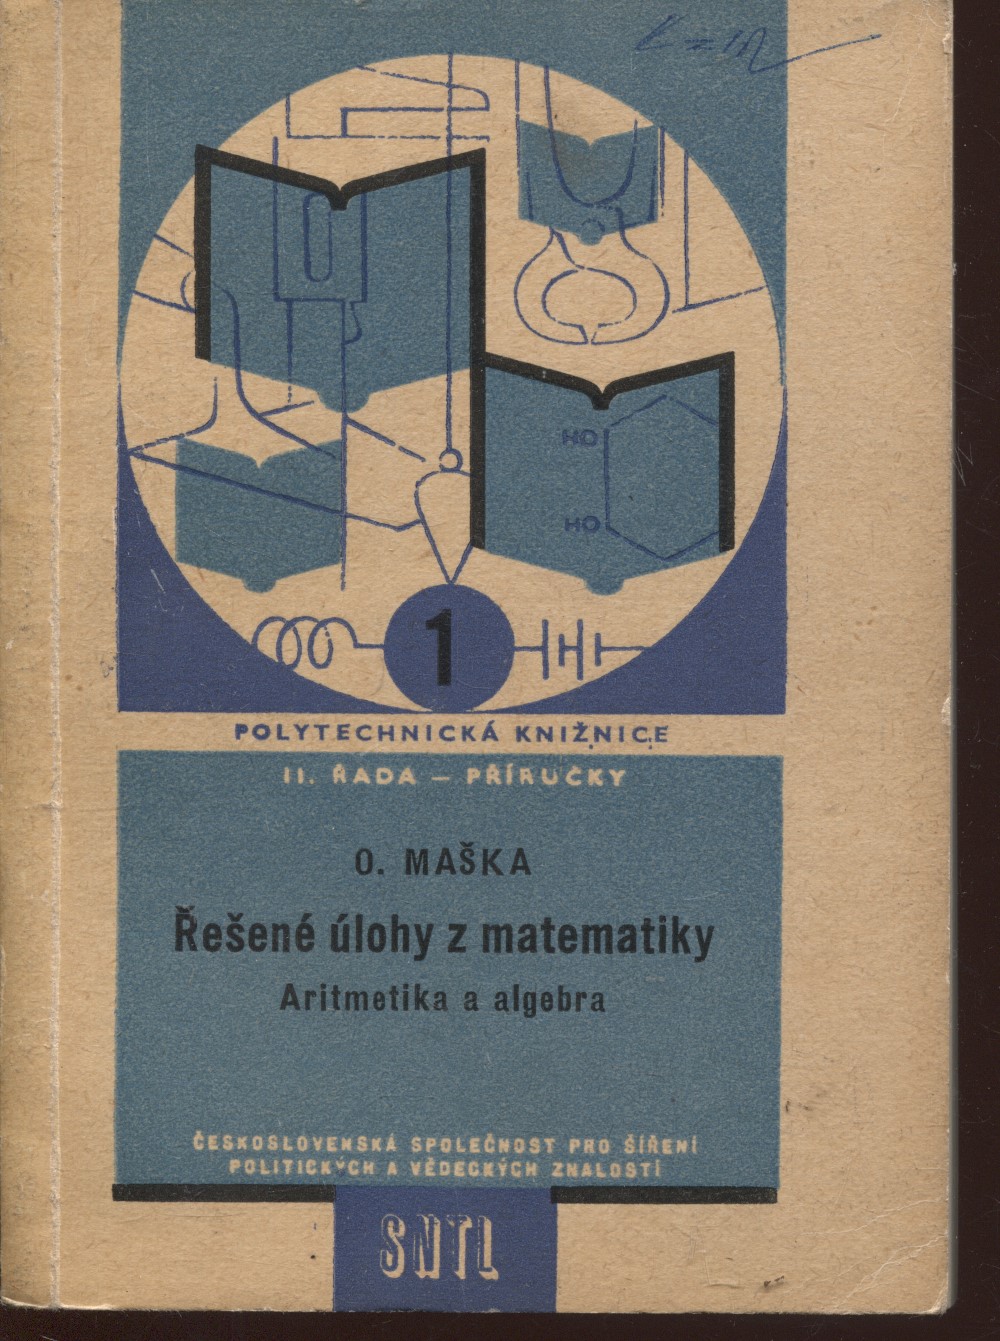 HO
HO
1
POLYTECHNICKÁ KNIŽNICE
II. ŘADA — PŘÍRUČKY
O. MAŠKA
Řešené úlohy z matematiky
Aritmetika a algebra
ČESKOSLOVENSKÁ SPOLEČNOST PRO ŠÍŘENÍ
POLITICKÝCH A VĚDECKÝCH ZNALOSTÍ
SNTL